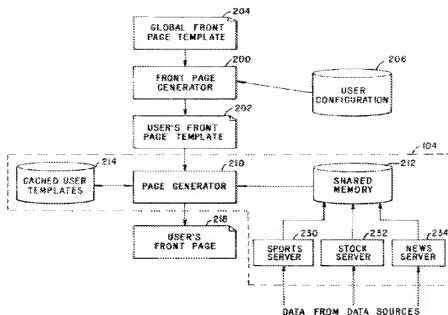 204
GLOBAL FRONT
PAGE TEMPLATE
200
FRONT PAGE
GENERATOR
206
USER
CONFIGURATION
202
USER'S FRONT
PAGE TEMPLATE
104
214
CACHED USER
TEMPLATES
210
PAGE GENERATOR
212
SHARED
MEMORY
218
USER'S
FRONT PAGE
230
SPORTS
SERVER
232
STOCK
SERVER
234
NEWS
SERVER
DATA FROM DATA SOURCES